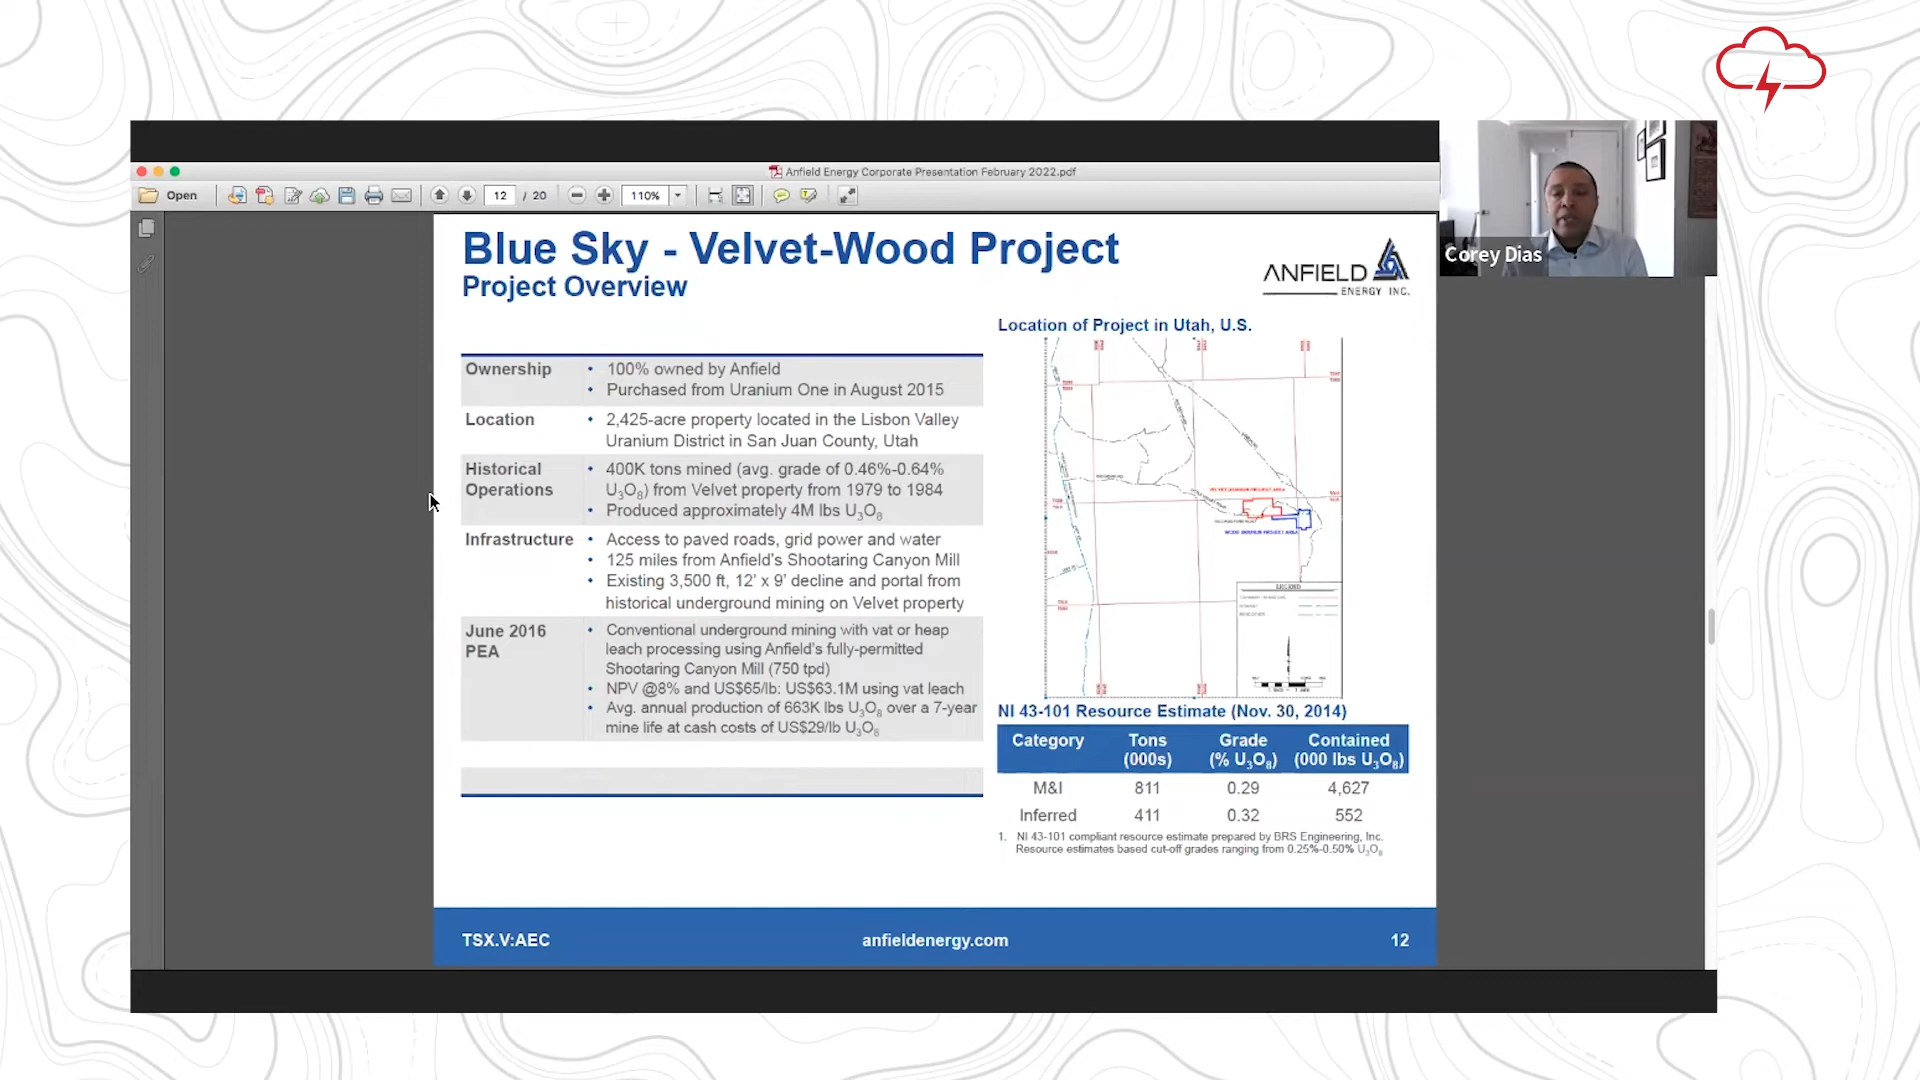 Anfield Energy Corporate Presentation February 2022.pdf
Open
12 / 20
110%
Corey Dias
Blue Sky - Velvet-Wood Project
Project Overview
ANFIELD
ENERGY INC.
Ownership
• 100% owned by Anfield
• Purchased from Uranium One in August 2015
Location
• 2,425-acre property located in the Lisbon Valley
Uranium District in San Juan County, Utah
Historical
Operations
• 400K tons mined (avg. grade of 0.46%-0.64%
U₃O₈) from Velvet property from 1979 to 1984
• Produced approximately 4M lbs U₃O₈
Infrastructure
• Access to paved roads, grid power and water
• 125 miles from Anfield's Shootaring Canyon Mill
• Existing 3,500 ft, 12' x 9' decline and portal from
historical underground mining on Velvet property
June 2016
PEA
• Conventional underground mining with vat or heap
leach processing using Anfield's fully-permitted
Shootaring Canyon Mill (750 tpd)
• NPV @8% and US$65/lb: US$63.1M using vat leach
• Avg. annual production of 663K lbs U₃O₈ over a 7-year
mine life at cash costs of US$29/lb U₃O₈
Location of Project in Utah, U.S.
LEGEND
NI 43-101 Resource Estimate (Nov. 30, 2014)
Category Tons (000s) Grade (% U₃O₈) Contained (000 lbs U₃O₈)
M&I 811 0.29 4,627
Inferred 411 0.32 552
1. NI 43-101 compliant resource estimate prepared by BRS Engineering, Inc.
Resource estimates based cut-off grades ranging from 0.25%-0.50% U₃O₈
TSX.V:AEC
anfieldenergy.com
12